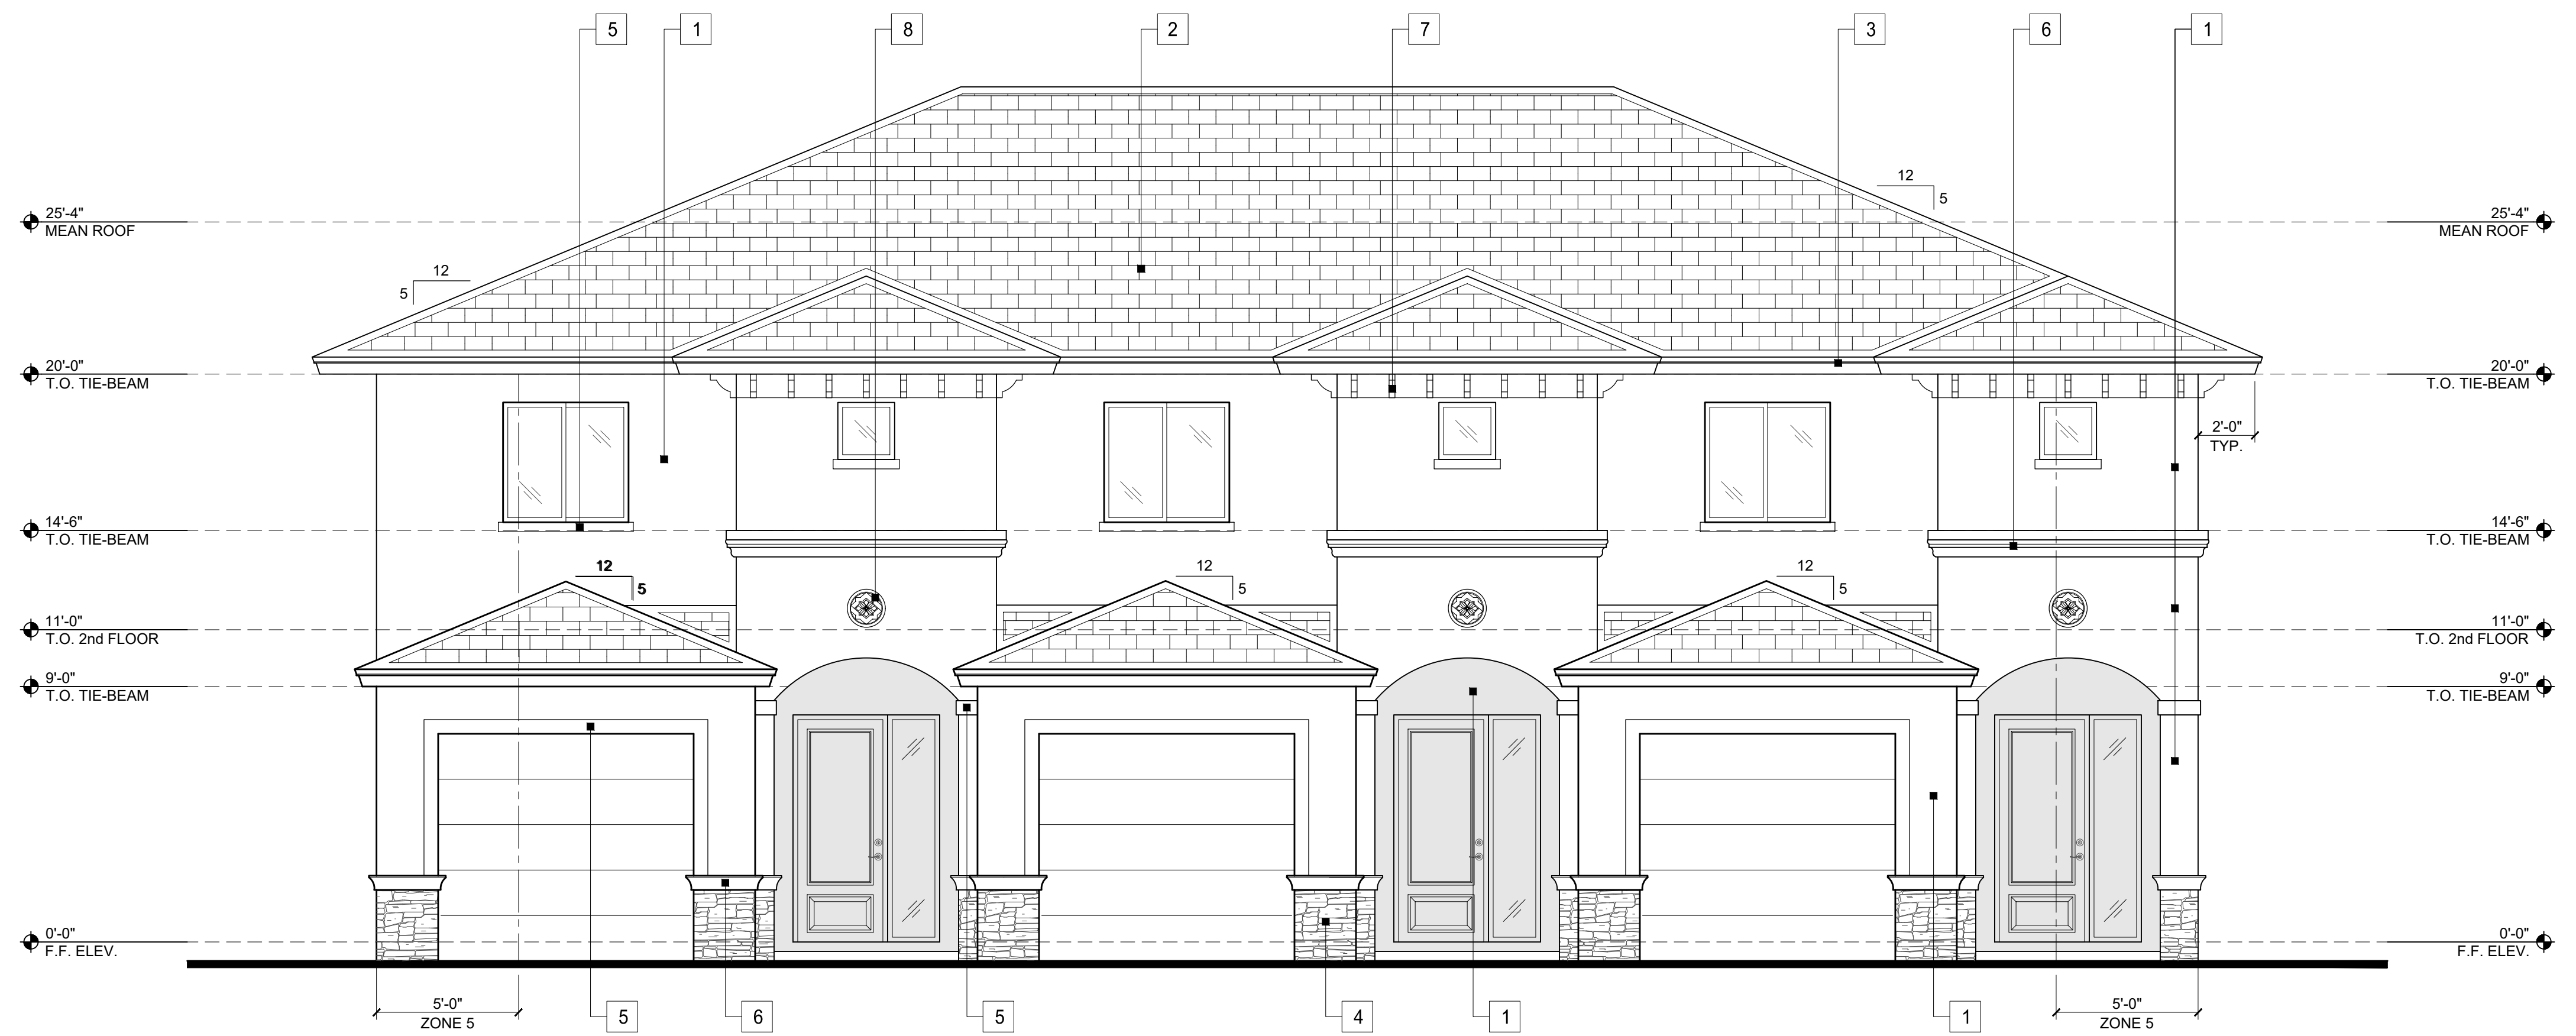 5
1
8
2
7
3
6
1
12
5
25'-4"
MEAN ROOF
25'-4"
MEAN ROOF
12
5
20'-0"
T.O. TIE-BEAM
20'-0"
T.O. TIE-BEAM
2'-0"
TYP.
14'-6"
T.O. TIE-BEAM
14'-6"
T.O. TIE-BEAM
12
5
12
5
12
5
11'-0"
T.O. 2nd FLOOR
11'-0"
T.O. 2nd FLOOR
9'-0"
T.O. TIE-BEAM
9'-0"
T.O. TIE-BEAM
0'-0"
F.F. ELEV.
0'-0"
F.F. ELEV.
5'-0"
ZONE 5
5
6
5
4
1
1
5'-0"
ZONE 5